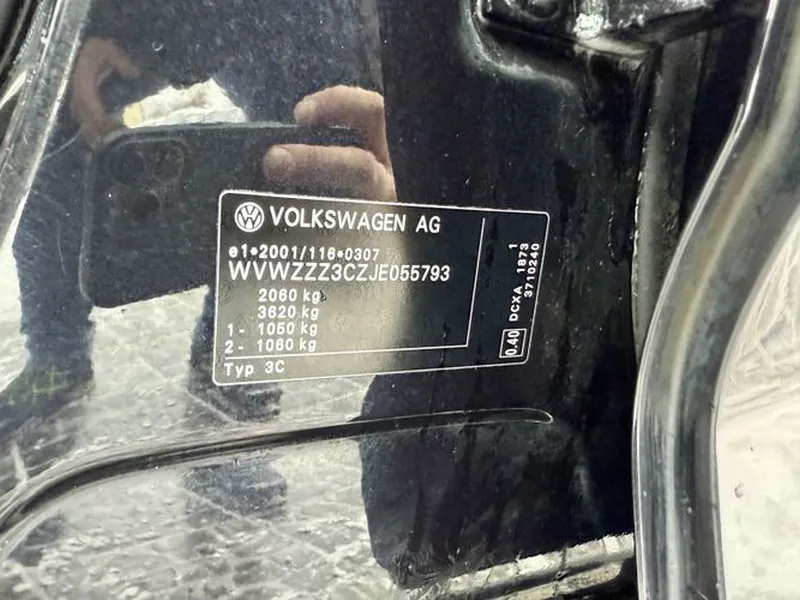 VOLKSWAGEN AG
e1*2001/116*0307
WVWZZZ3CZJE055793
2060 kg
3620 kg
1- 1050 kg
2- 1060 kg
Typ 3C
0.40 DCXA 1873 1
3710240